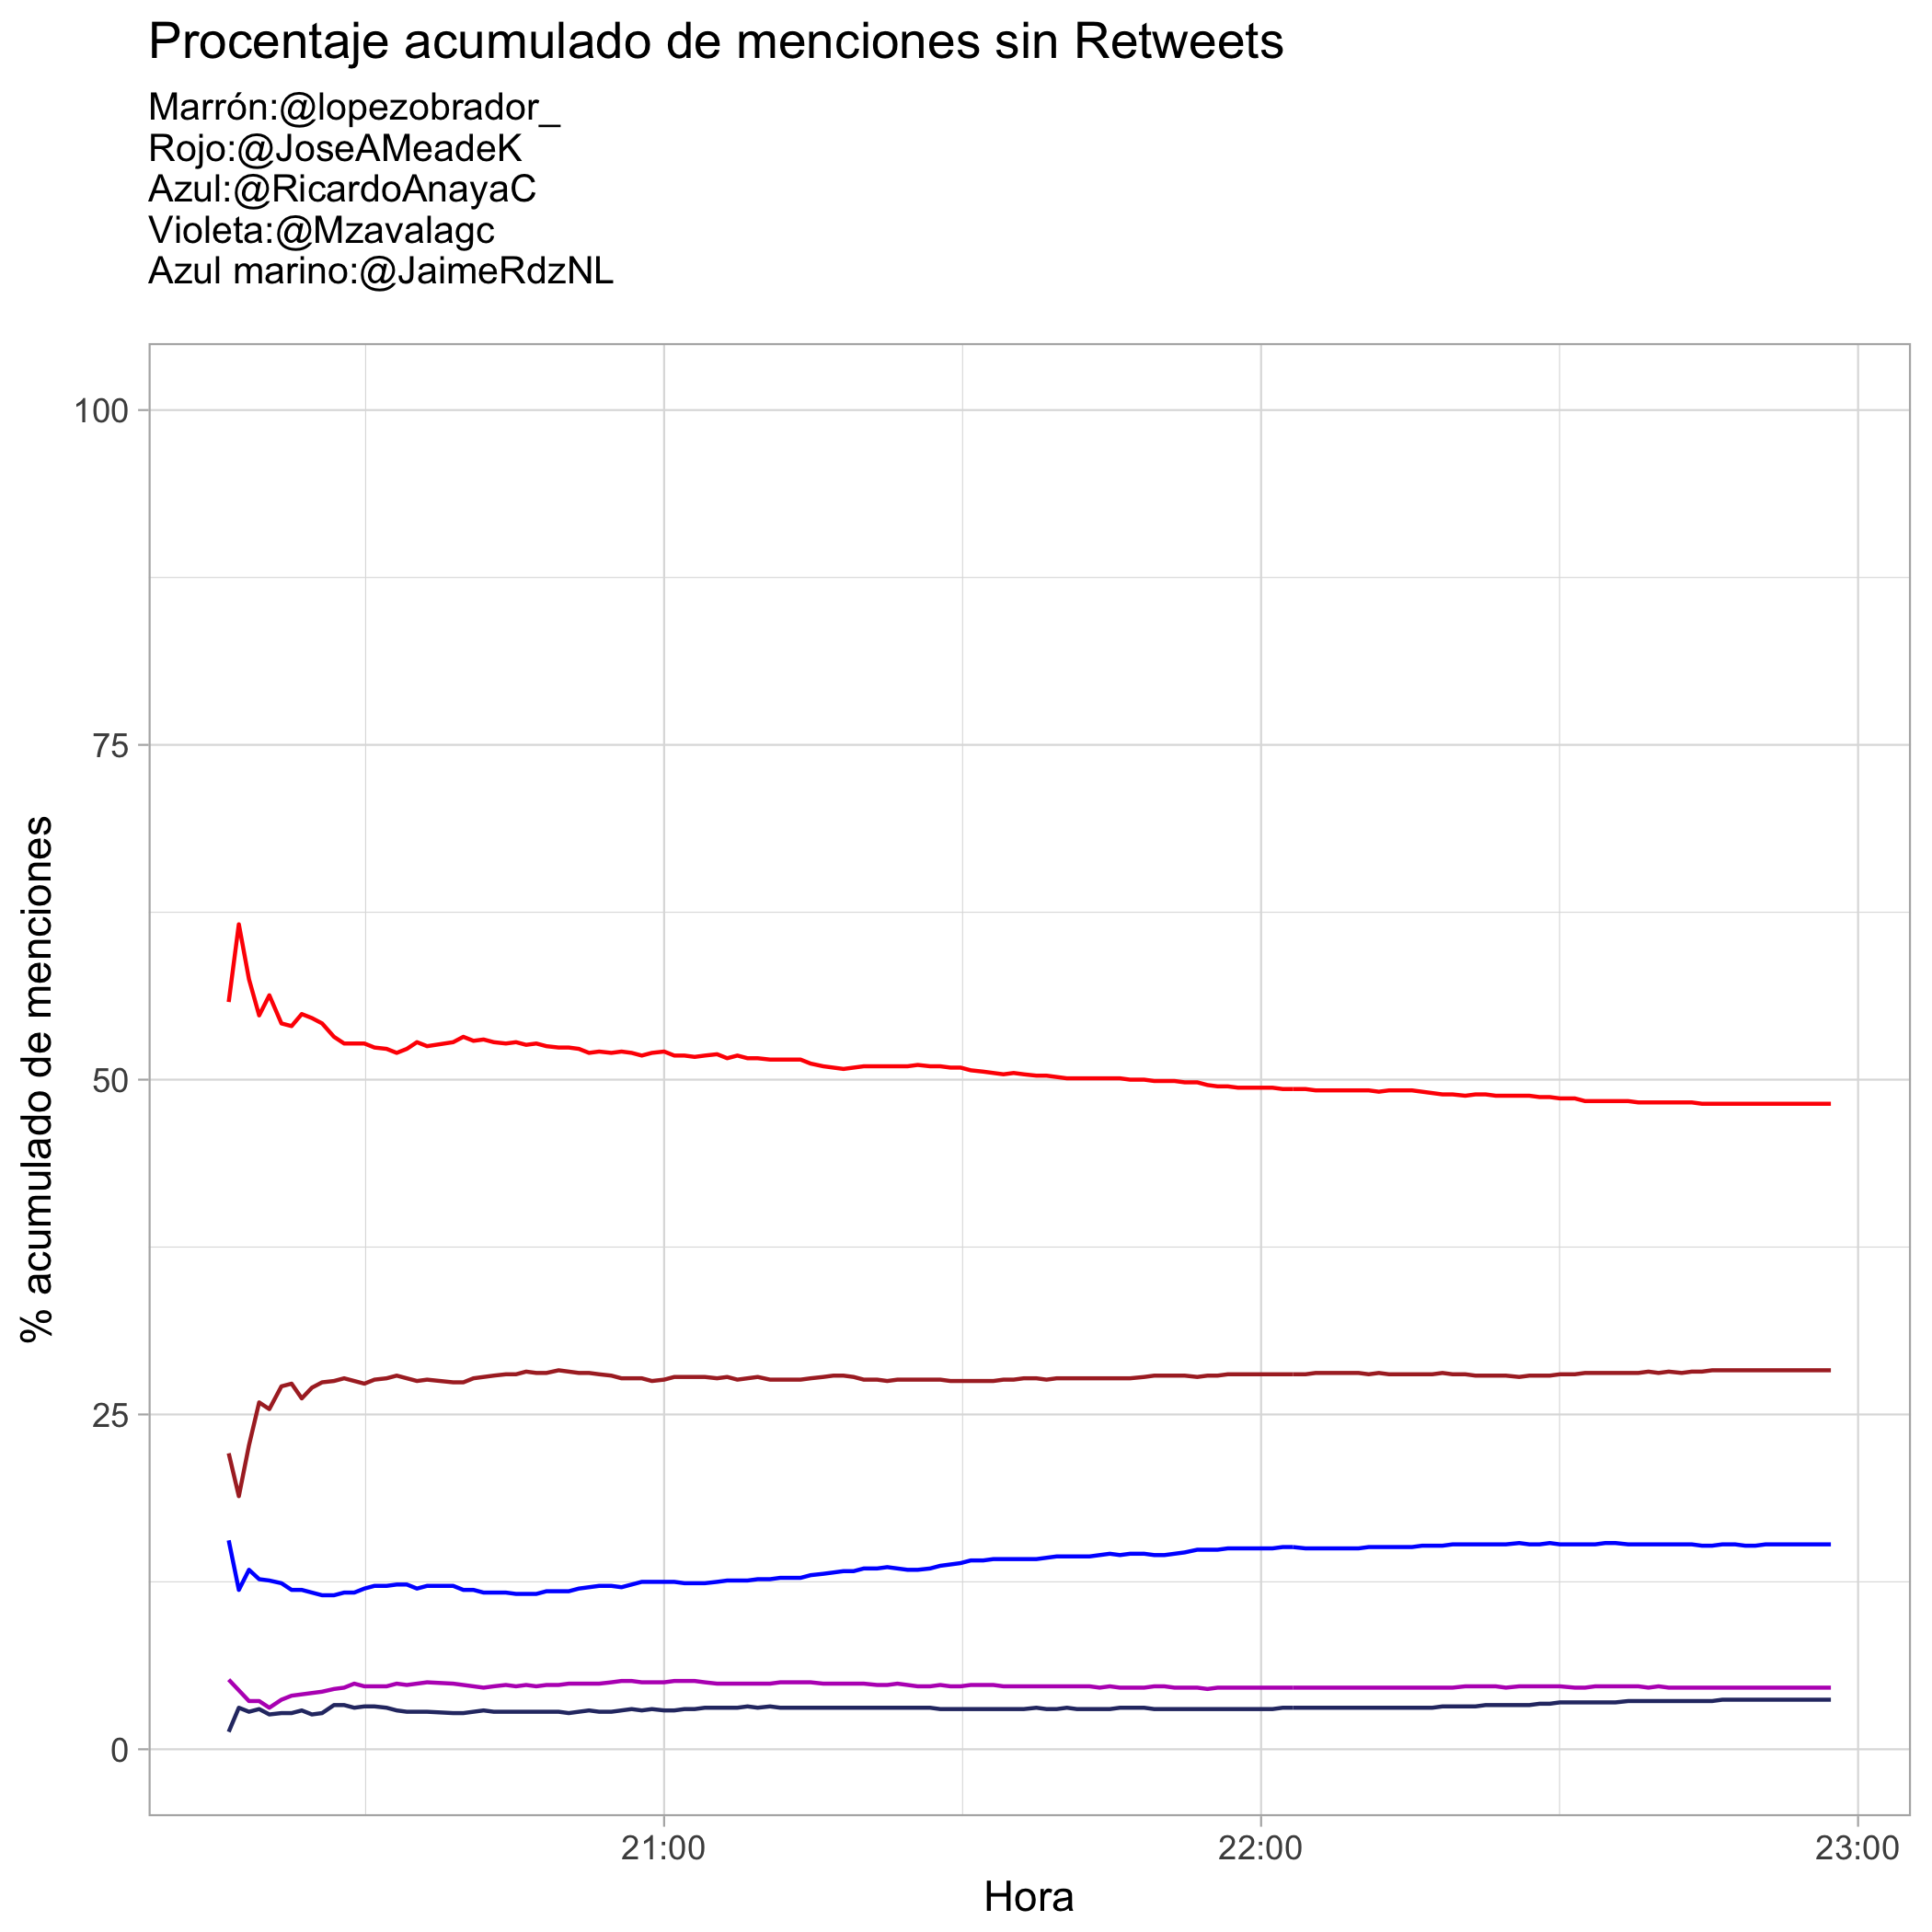 Procentaje acumulado de menciones sin Retweets
Marrón:@lopezobrador_
Rojo:@JoseAMeadeK
Azul:@RicardoAnayaC
Violeta:@Mzavalagc
Azul marino:@JaimeRdzNL
100
75
50
25
0
% acumulado de menciones
21:00
22:00
23:00
Hora